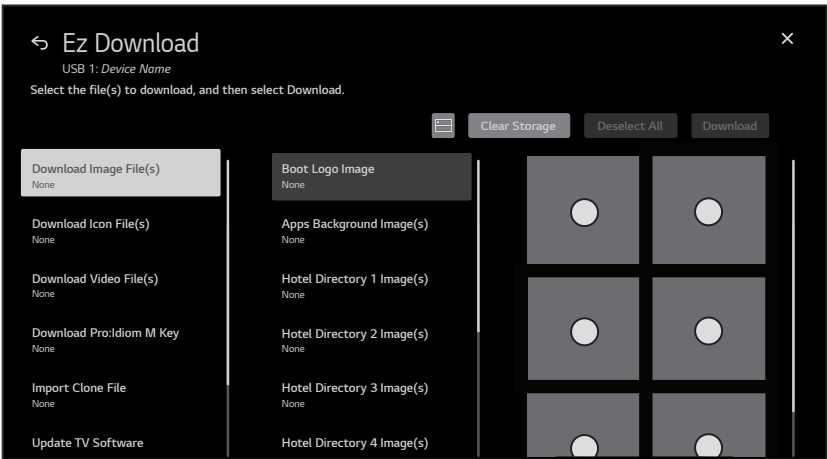 Ez Download
USB 1: Device Name
Select the file(s) to download, and then select Download.
Clear Storage
Deselect All
Download
Download Image File(s)
None
Download Icon File(s)
None
Download Video File(s)
None
Download Pro:Idiom M Key
None
Import Clone File
None
Update TV Software
Boot Logo Image
None
Apps Background Image(s)
None
Hotel Directory 1 Image(s)
None
Hotel Directory 2 Image(s)
None
Hotel Directory 3 Image(s)
None
Hotel Directory 4 Image(s)